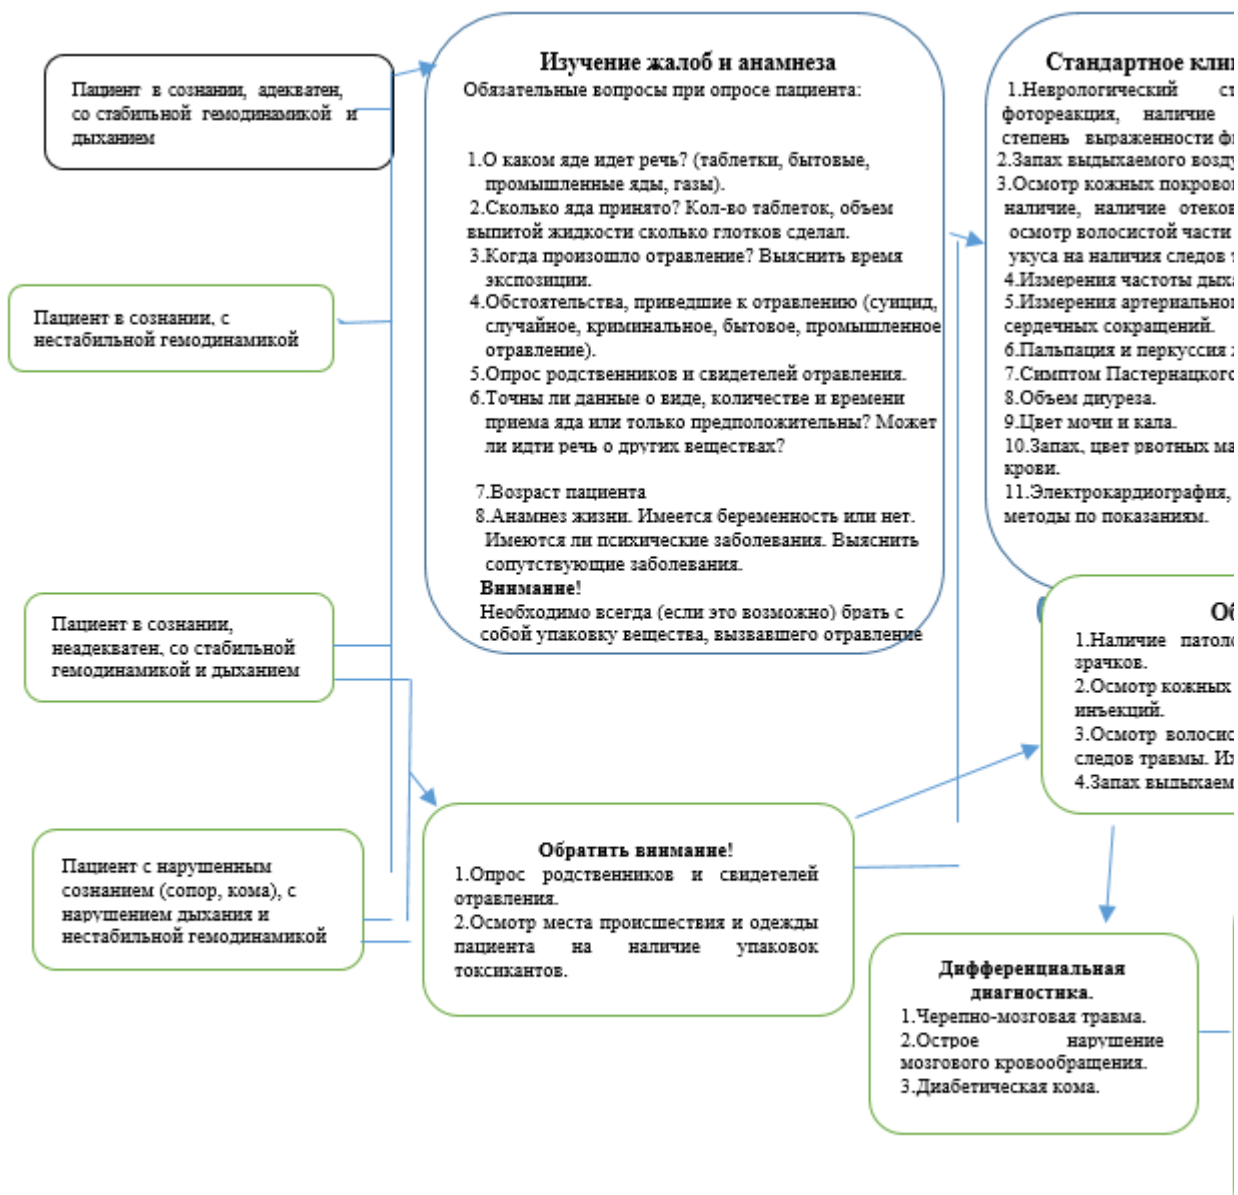 Пациент в сознании, адекватен,
со стабильной гемодинамикой и
дыханием
Пациент в сознании, с
нестабильной гемодинамикой
Пациент в сознании,
неадекватен, со стабильной
гемодинамикой и дыханием
Пациент с нарушенным
сознанием (сопор, кома), с
нарушением дыхания и
нестабильной гемодинамикой
Изучение жалоб и анамнеза
Обязательные вопросы при опросе пациента:
1.О каком яде идет речь? (таблетки, бытовые,
промышленные яды, газы).
2.Сколько яда принято? Кол-во таблеток, объем
выпитой жидкости сколько глотков сделал.
3.Когда произошло отравление? Выяснить время
экспозиции.
4.Обстоятельства, приведшие к отравлению (суицид,
случайное, криминальное, бытовое, промышленное
отравление).
5.Опрос родственников и свидетелей отравления.
6.Точны ли данные о виде, количестве и времени
приема яда или только предположительны? Может
ли идти речь о других веществах?
7.Возраст пациента
8.Анамнез жизни. Имеется беременность или нет.
Имеются ли психические заболевания. Выяснить
сопутствующие заболевания.
Внимание!
Необходимо всегда (если это возможно) брать с
собой упаковку вещества, вызвавшего отравление
Обратить внимание!
1.Опрос родственников и свидетелей
отравления.
2.Осмотр места происшествия и одежды
пациента на наличие упаковок
токсикантов.
Стандартное
1.Неврологический
фотореакция, наличие
степень выраженности
2.Запах выдыхаемого
3.Осмотр кожных
наличие, наличие
осмотр волосистой части
укуса на наличия следов
4.Измерения частоты
5.Измерения
сердечных сокращений.
6.Пальпация и перкуссия
7.Симптом
8.Объем диуреза.
9.Цвет мочи и кала.
10.Запах, цвет рвотных
крови.
11.Электрокардиография,
методы по показаниям.
1.Наличие
зрачков.
2.Осмотр кожных
инъекций.
3.Осмотр
следов травмы.
4.Запах
Дифференциальная
диагностика.
1.Черепно-мозговая травма.
2.Острое нарушение
мозгового кровообращения.
3.Диабетическая кома.